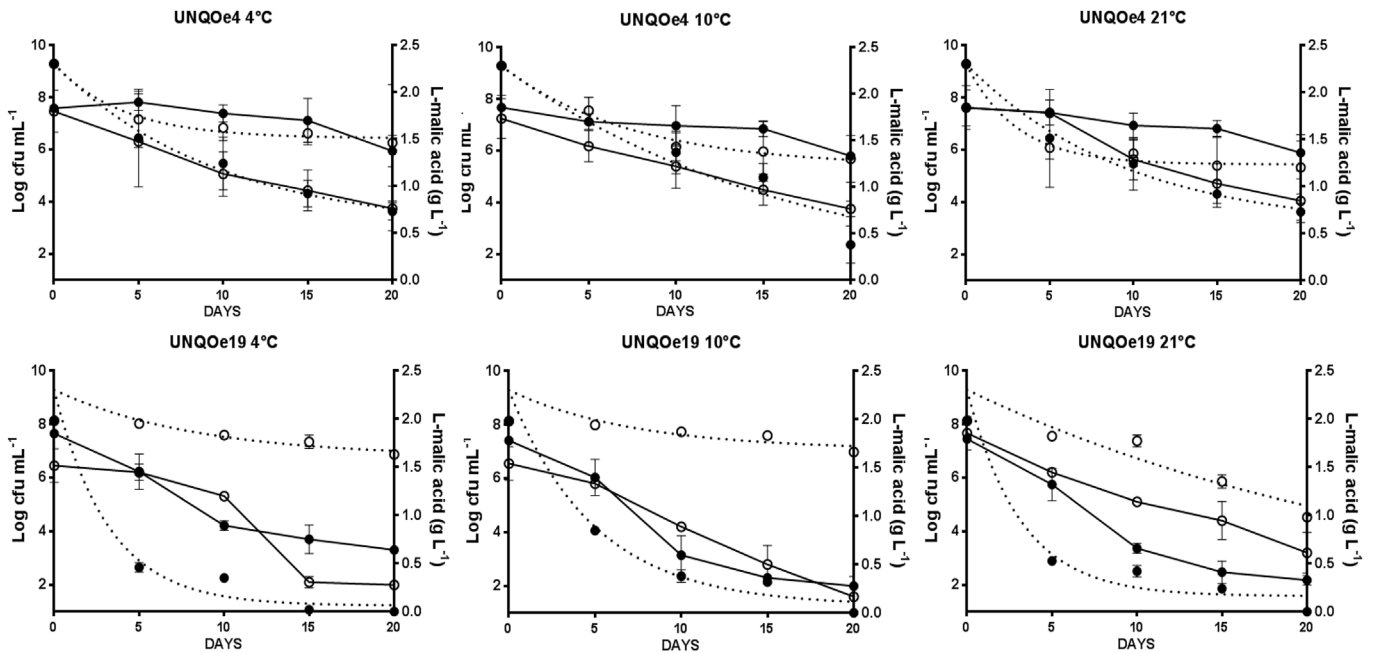 UNQOe4 4°C
UNQOe4 10°C
UNQOe4 21°C
Log cfu mL⁻¹
10
8
6
4
2
2.5
2.0
1.5
1.0
0.5
0.0
L-malic acid (g L⁻¹)
0 5 10 15 20
DAYS
Log cfu mL⁻¹
10
8
6
4
2
2.5
2.0
1.5
1.0
0.5
0.0
L-malic acid (g L⁻¹)
0 5 10 15 20
DAYS
Log cfu mL⁻¹
10
8
6
4
2
2.5
2.0
1.5
1.0
0.5
0.0
L-malic acid (g L⁻¹)
0 5 10 15 20
DAYS
UNQOe19 4°C
UNQOe19 10°C
UNQOe19 21°C
Log cfu mL⁻¹
10
8
6
4
2
2.5
2.0
1.5
1.0
0.5
0.0
L-malic acid (g L⁻¹)
0 5 10 15 20
DAYS
Log cfu mL⁻¹
10
8
6
4
2
2.5
2.0
1.5
1.0
0.5
0.0
L-malic acid (g L⁻¹)
0 5 10 15 20
DAYS
Log cfu mL⁻¹
10
8
6
4
2
2.5
2.0
1.5
1.0
0.5
0.0
L-malic acid (g L⁻¹)
0 5 10 15 20
DAYS